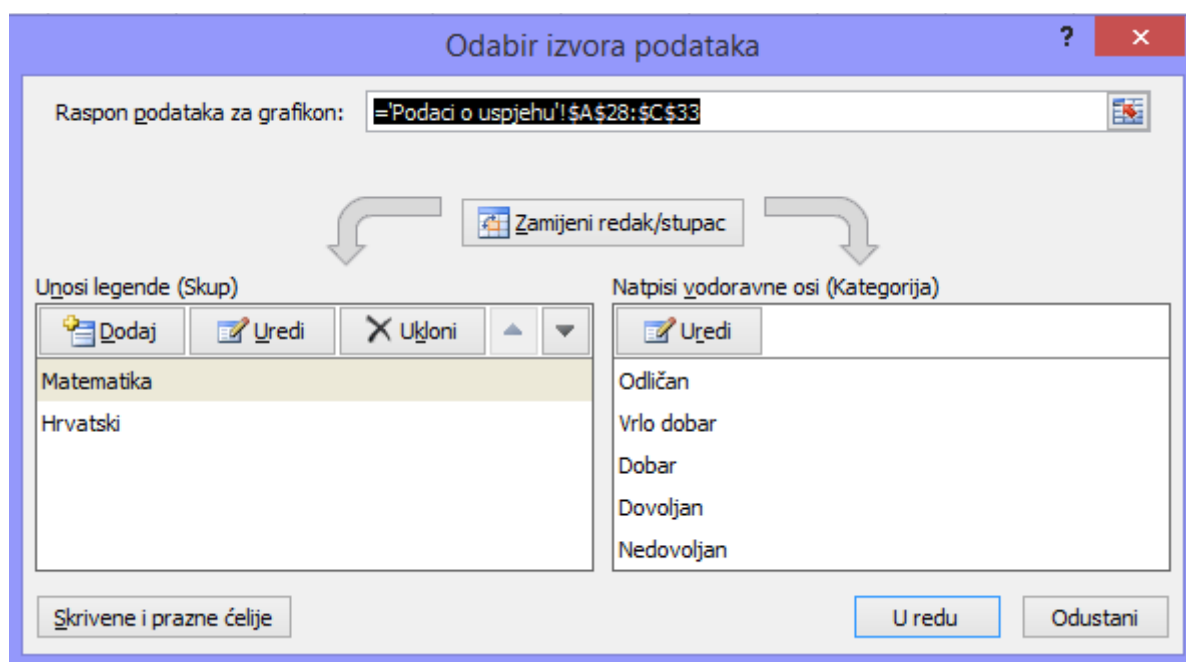 Odabir izvora podataka
?
Raspon podataka za grafikon: ='Podaci o uspjehu'!$A$28:$C$33
Zamijeni redak/stupac
Unosi legende (Skup)
Dodaj Uredi Ukloni
Matematika
Hrvatski
Natpisi vodoravne osi (Kategorija)
Uredi
Odličan
Vrlo dobar
Dobar
Dovoljan
Nedovoljan
Skrivene i prazne ćelije
U redu Odustani